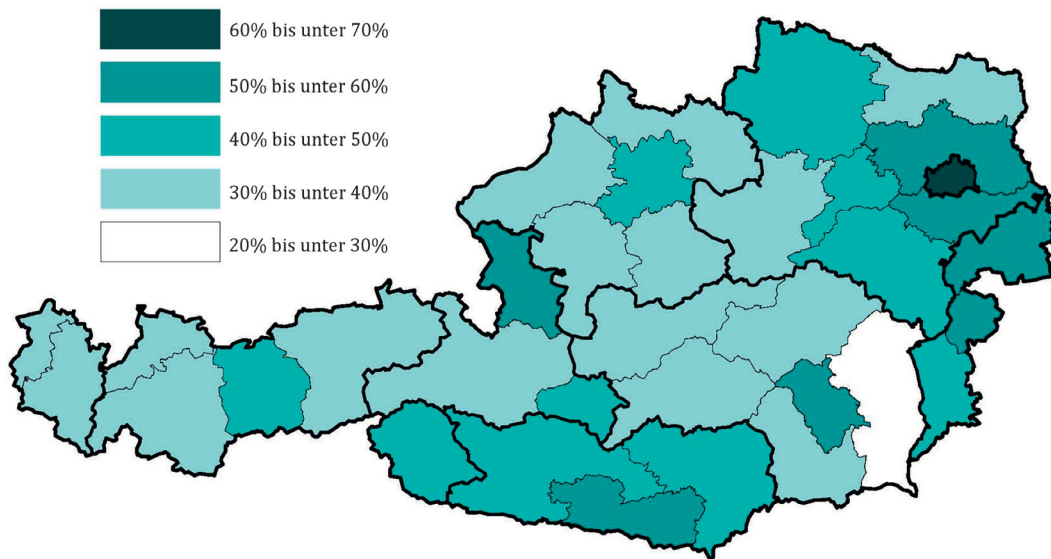 60% bis unter 70%
50% bis unter 60%
40% bis unter 50%
30% bis unter 40%
20% bis unter 30%